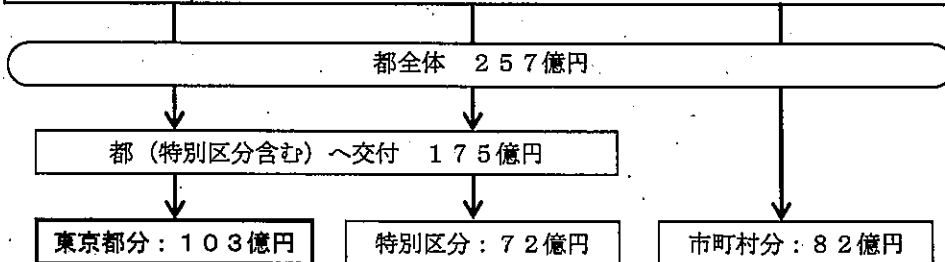 都全体 257億円
都（特別区分含む）へ交付 175億円
東京都分：103億円
特別区分：72億円
市町村分：82億円